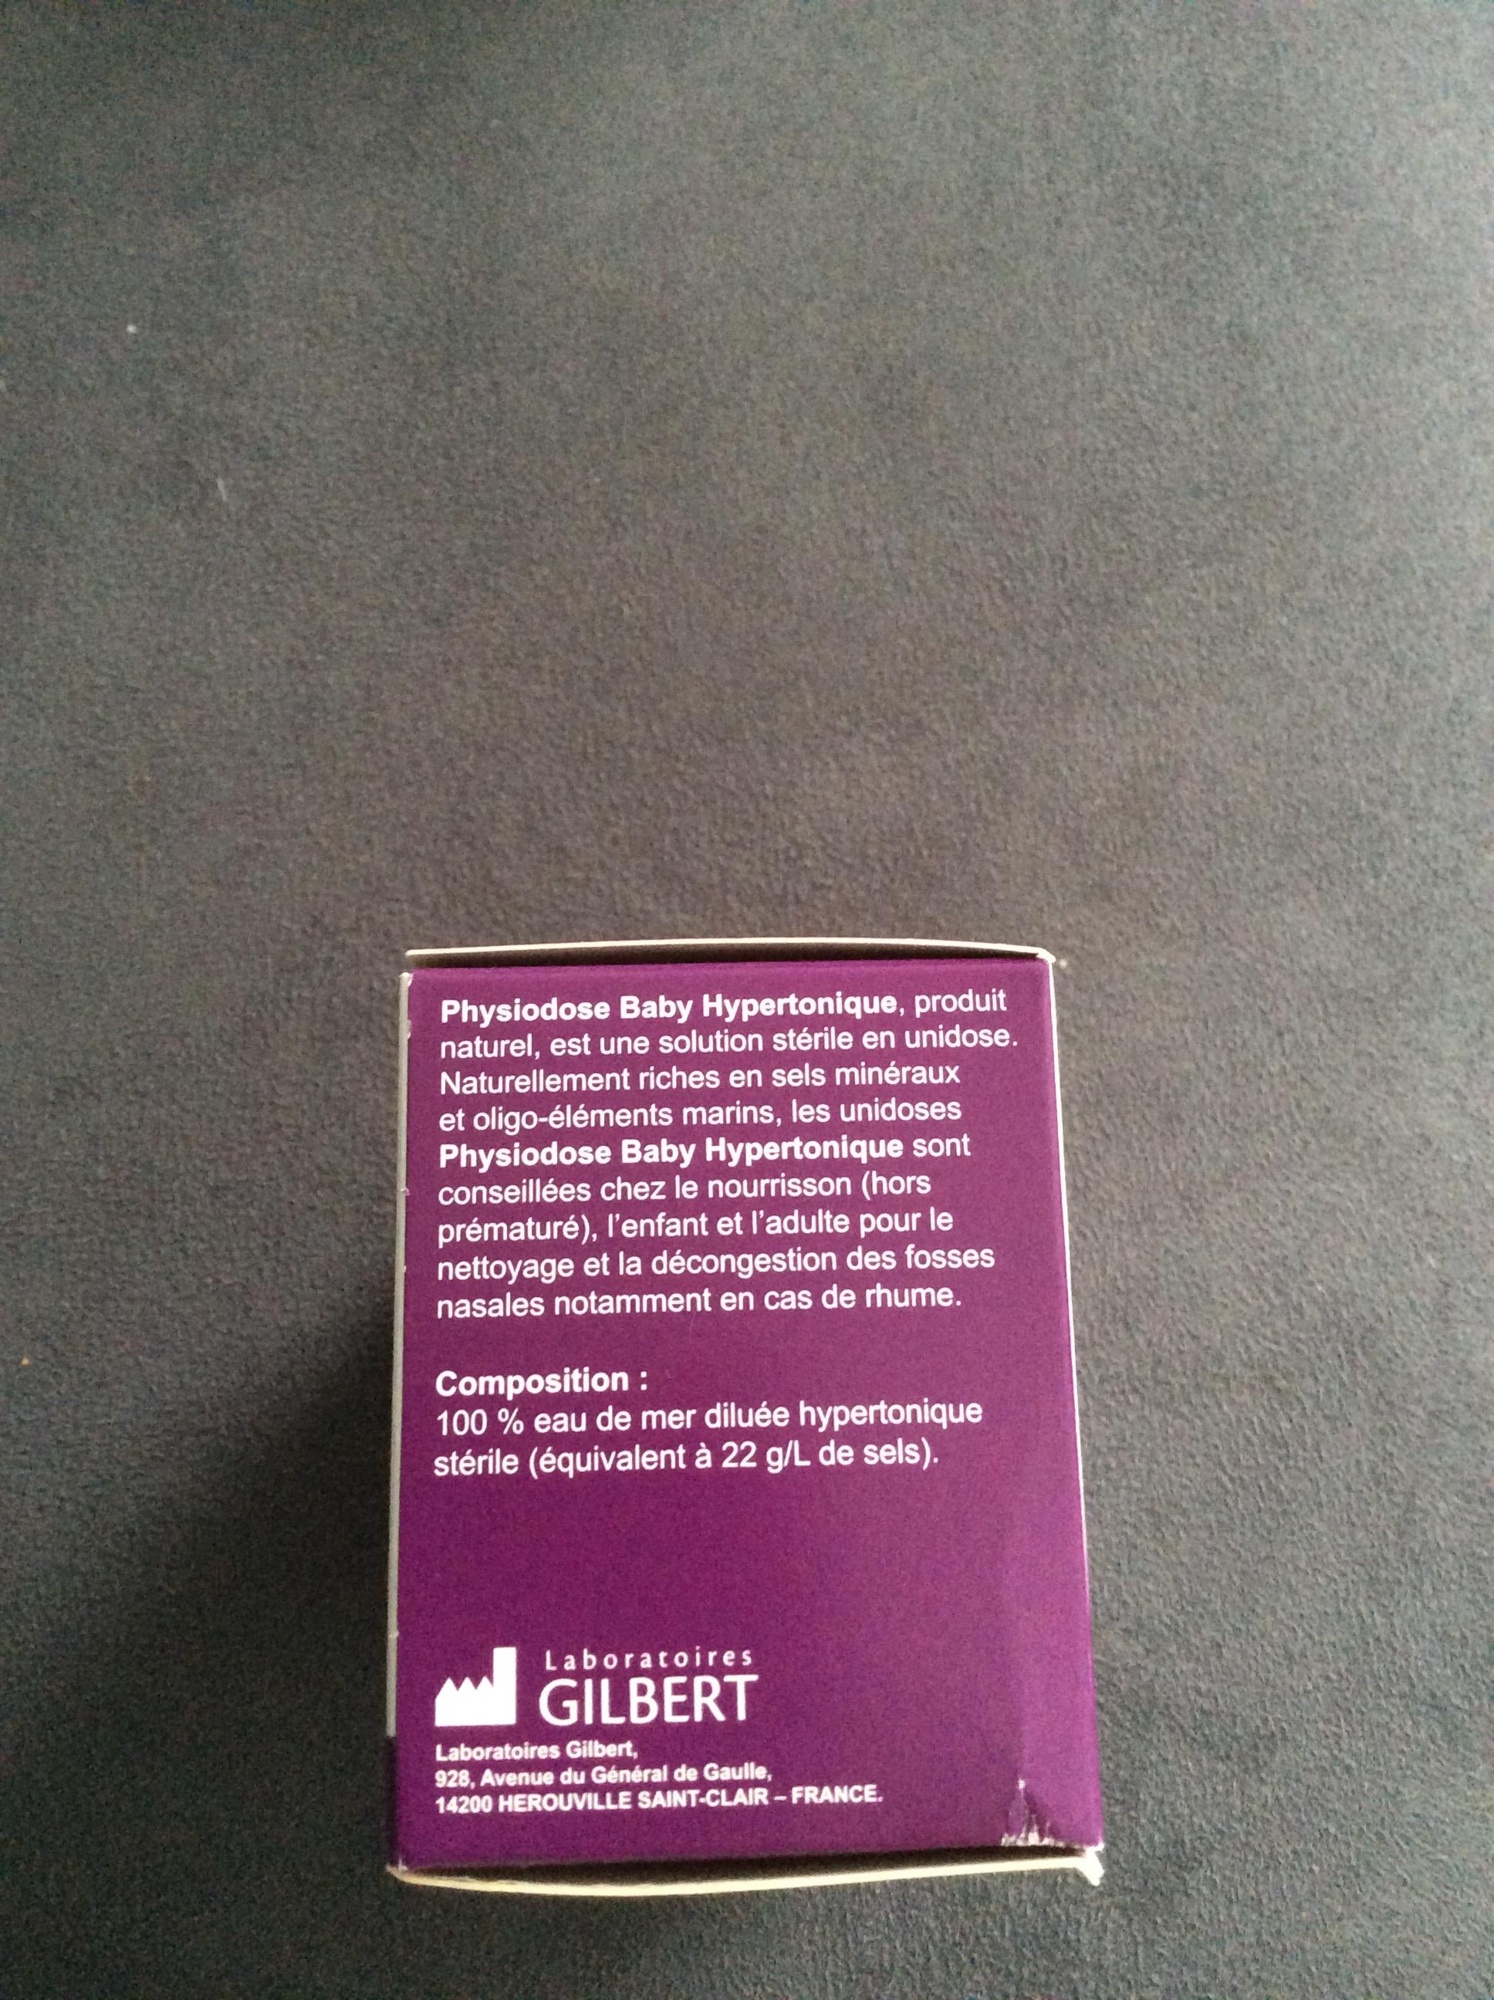 Physiodose Baby Hypertonique, produit
naturel, est une solution stérile en unidose.
Naturellement riches en sels minéraux
et oligo-éléments marins, les unidoses
Physiodose Baby Hypertonique sont
conseillées chez le nourrisson (hors
prématuré), l'enfant et l'adulte pour le
nettoyage et la décongestion des fosses
nasales notamment en cas de rhume.
Composition :
100 % eau de mer diluée hypertonique
stérile (équivalent à 22 g/L de sels).
Laboratoires
GILBERT
Laboratoires Gilbert,
928, Avenue du Général de Gaulle,
14200 HEROUVILLE SAINT-CLAIR – FRANCE.